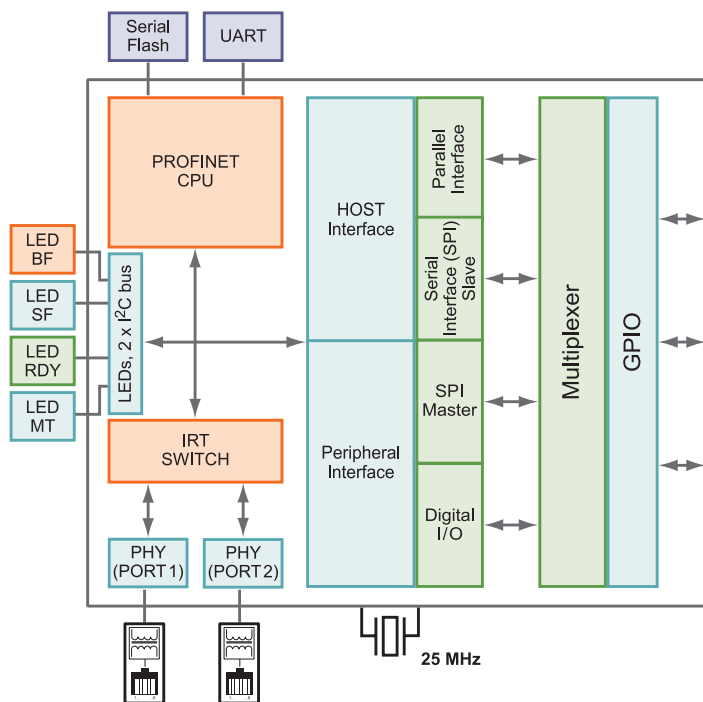 Serial
Flash
UART
PROFINET
CPU
LED
BF
LED
SF
LED
RDY
LED
MT
LEDs, 2 x I²C bus
IRT
SWITCH
PHY
(PORT 1)
PHY
(PORT 2)
HOST
Interface
Peripheral
Interface
Parallel
Interface
Serial
Interface (SPI)
Slave
SPI
Master
Digital
I/O
Multiplexer
GPIO
25 MHz